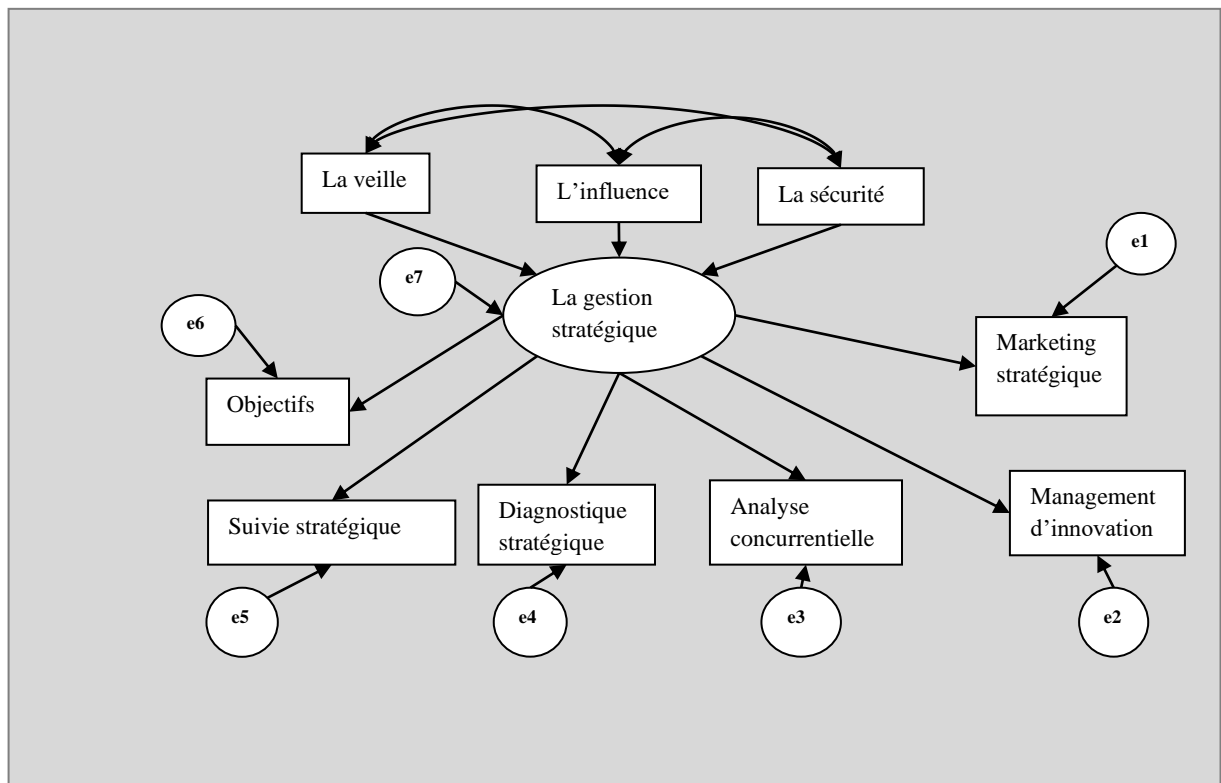 La veille
L'influence
La sécurité
e1
e7
La gestion
stratégique
e6
Marketing
stratégique
Objectifs
Suivie stratégique
Diagnostique
stratégique
Analyse
concurrentielle
Management
d'innovation
e5
e4
e3
e2